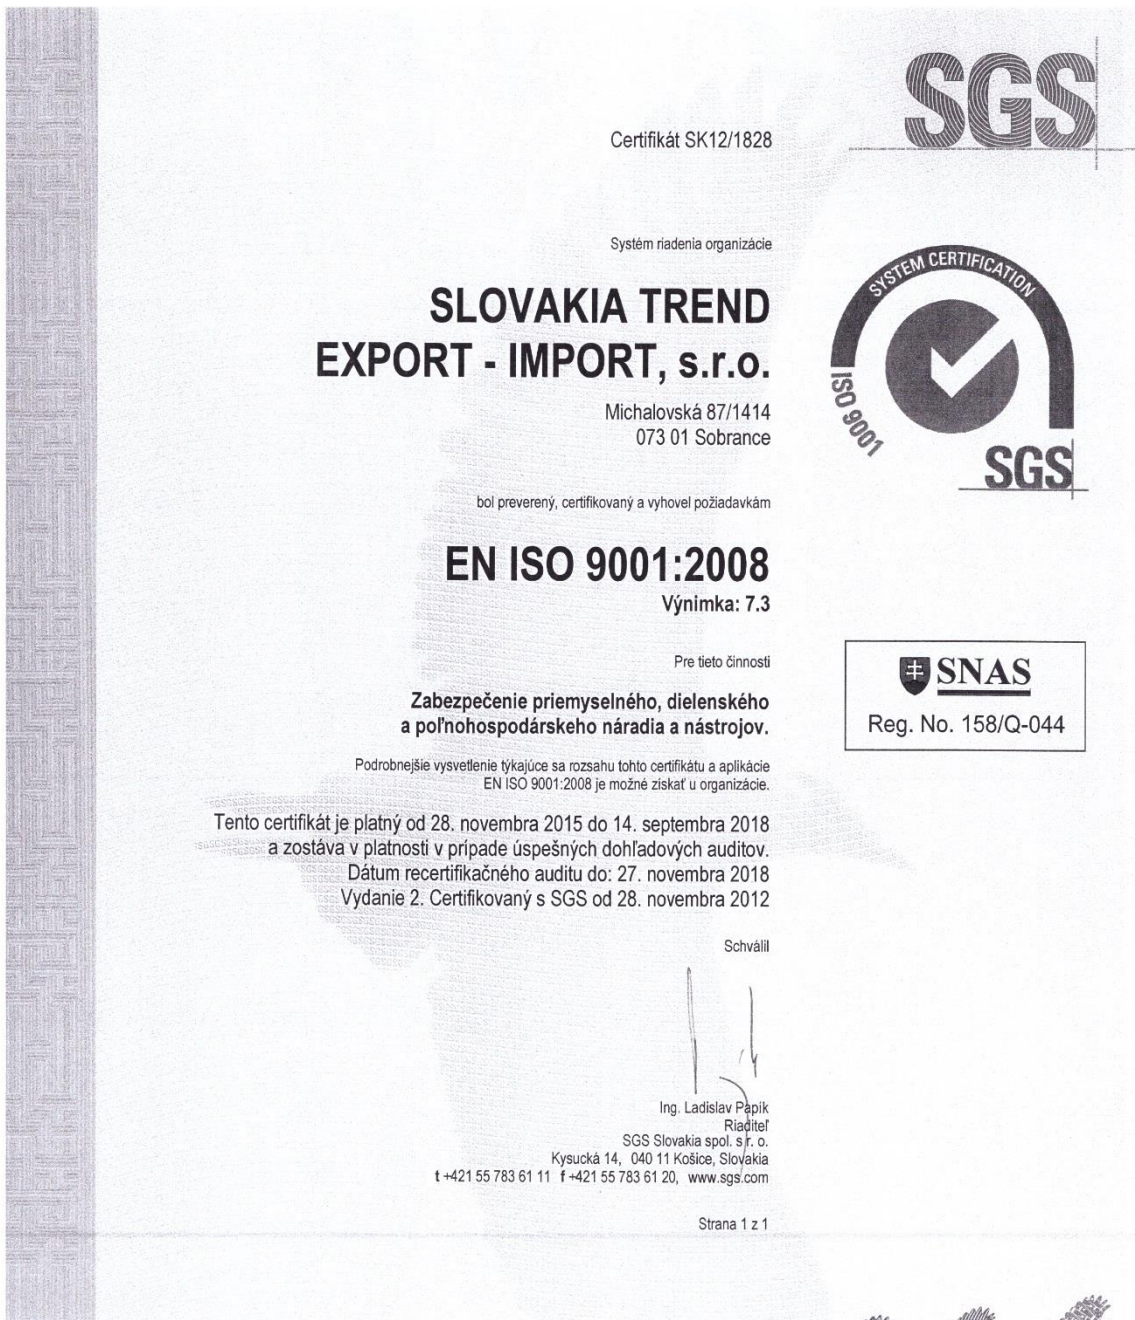 SGS
Certifikát SK12/1828
Systém riadenia organizácie
SLOVAKIA TREND
EXPORT - IMPORT, s.r.o.
Michalovská 87/1414
073 01 Sobrance
SYSTEM CERTIFICATION
ISO 9001
SGS
bol preverený, certifikovaný a vyhovel požiadavkám
EN ISO 9001:2008
Výnimka: 7.3
Pre tieto činnosti
Zabezpečenie priemyselného, dielenského
a poľnohospodárskeho náradia a nástrojov.
SNAS
Reg. No. 158/Q-044
Podrobnejšie vysvetlenie týkajúce sa rozsahu tohto certifikátu a aplikácie
EN ISO 9001:2008 je možné získať u organizácie.
Tento certifikát je platný od 28. novembra 2015 do 14. septembra 2018
a zostáva v platnosti v prípade úspešných dohľadových auditov.
Dátum recertifikačného auditu do: 27. novembra 2018
Vydanie 2. Certifikovaný s SGS od 28. novembra 2012
Schválil
Ing. Ladislav Papik
Riaditeľ
SGS Slovakia spol. s r. o.
Kysucká 14, 040 11 Košice, Slovakia
t +421 55 783 61 11 f +421 55 783 61 20, www.sgs.com
Strana 1 z 1